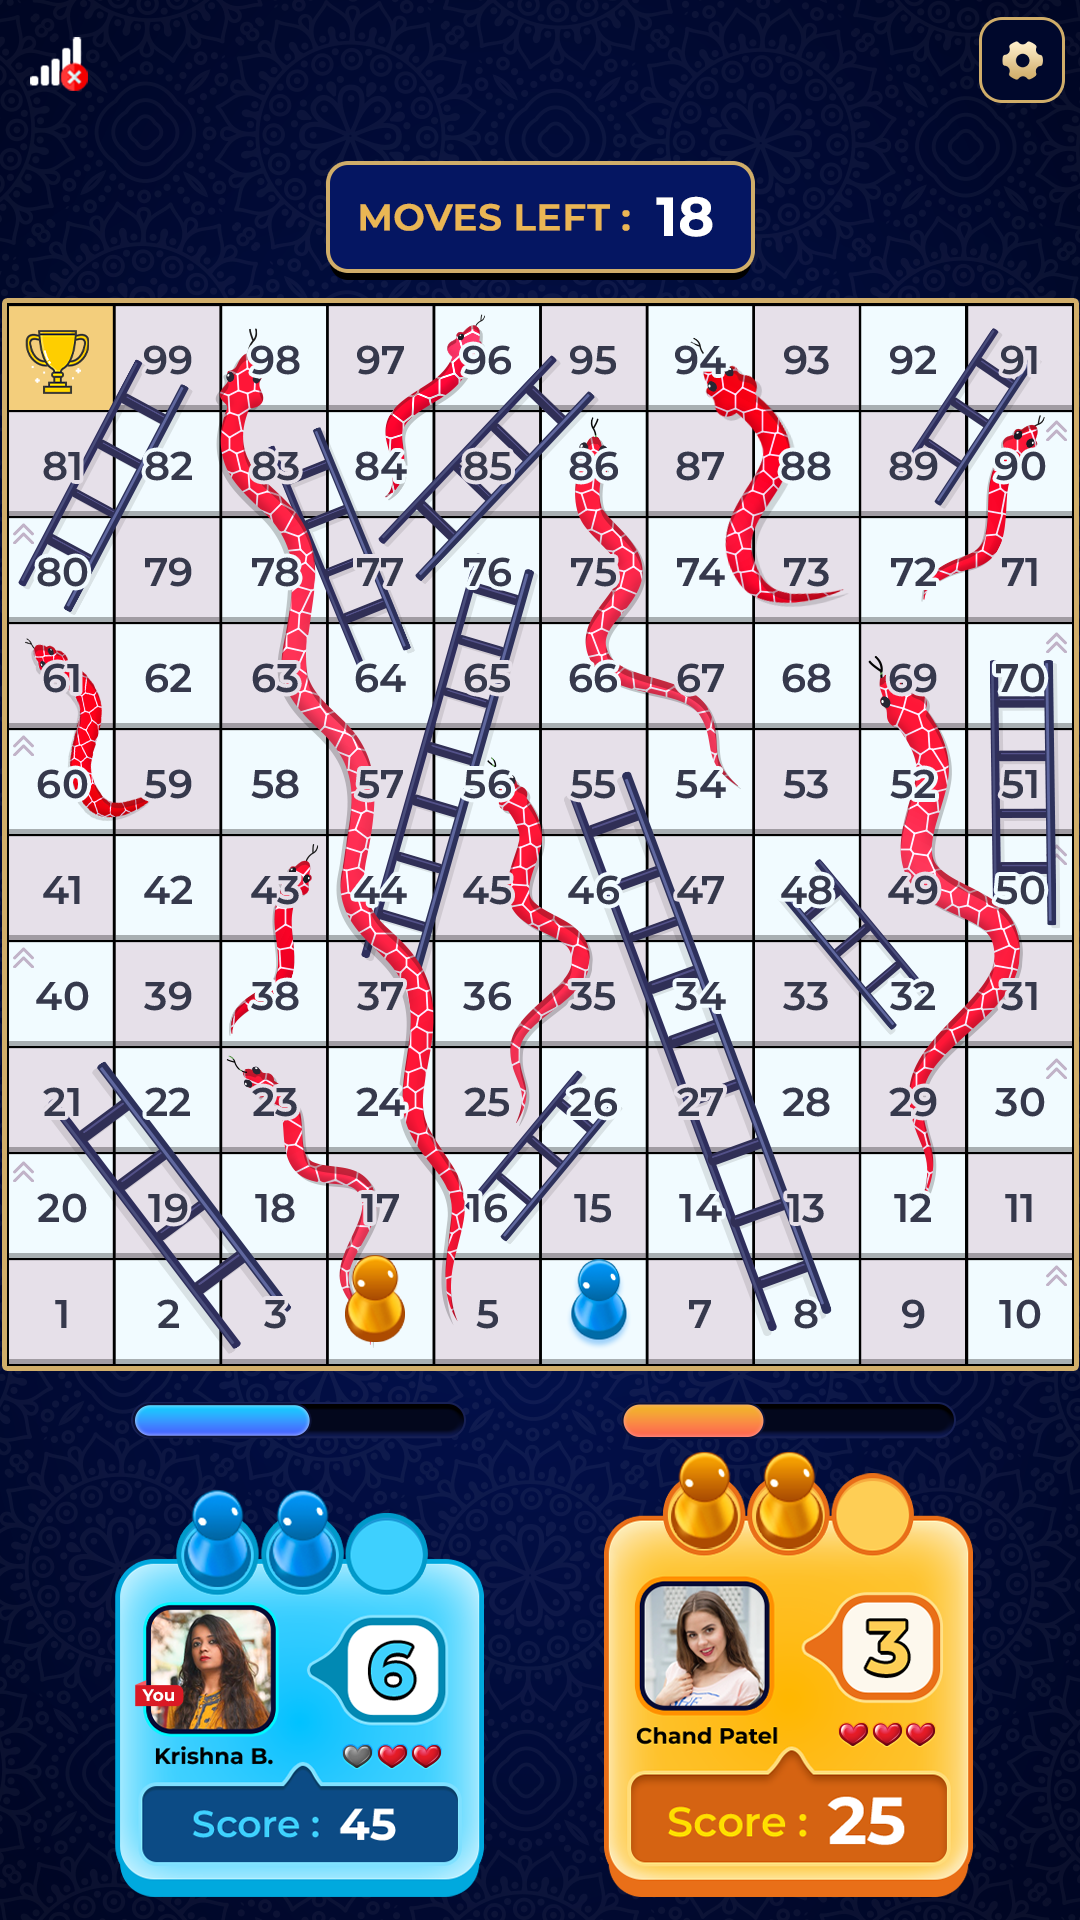 MOVES LEFT : 18
99 98 97 96 95 94 93 92 91
81 82 83 84 85 86 87 88 89 90
80 79 78 77 76 75 74 73 72 71
61 62 63 64 65 66 67 68 69 70
60 59 58 57 56 55 54 53 52 51
41 42 43 44 45 46 47 48 49 50
40 39 38 37 36 35 34 33 32 31
21 22 23 24 25 26 27 28 29 30
20 19 18 17 16 15 14 13 12 11
1 2 3 5 7 8 9 10
6 3
You
Krishna B. Chand Patel
Score : 45 Score : 25